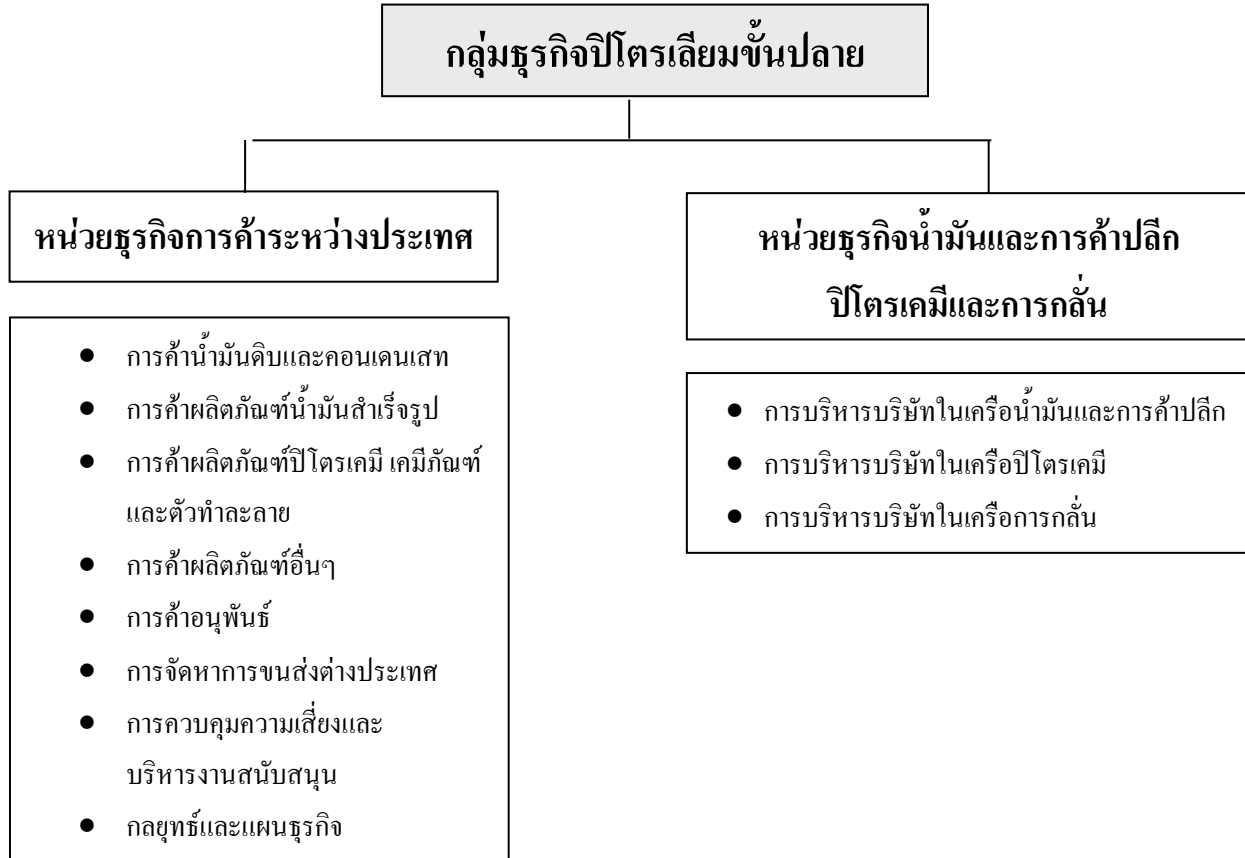 กลุ่มธุรกิจปิโตรเลียมขั้นปลาย
หน่วยธุรกิจการค้าระหว่างประเทศ
● การค้าน้ำมันดิบและคอนเดนเสท
● การค้าผลิตภัณฑ์น้ำมันสำเร็จรูป
● การค้าผลิตภัณฑ์ปิโตรเคมี เคมีภัณฑ์
และตัวทำละลาย
● การค้าผลิตภัณฑ์อื่นๆ
● การค้าอนุพันธ์
● การจัดหาการขนส่งต่างประเทศ
● การควบคุมความเสี่ยงและ
บริหารงานสนับสนุน
● กลยุทธ์และแผนธุรกิจ
หน่วยธุรกิจน้ำมันและการค้าปลีก
ปิโตรเคมีและการกลั่น
● การบริหารบริษัทในเครือน้ำมันและการค้าปลีก
● การบริหารบริษัทในเครือปิโตรเคมี
● การบริหารบริษัทในเครือการกลั่น